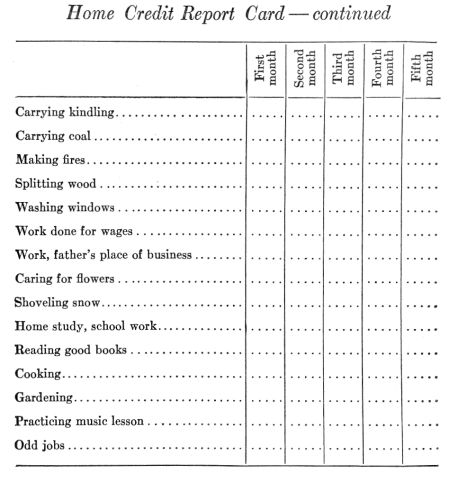 Home Credit Report Card — continued
First month
Second month
Third month
Fourth month
Fifth month
Carrying kindling
Carrying coal
Making fires
Splitting wood
Washing windows
Work done for wages
Work, father's place of business
Caring for flowers
Shoveling snow
Home study, school work
Reading good books
Cooking
Gardening
Practicing music lesson
Odd jobs